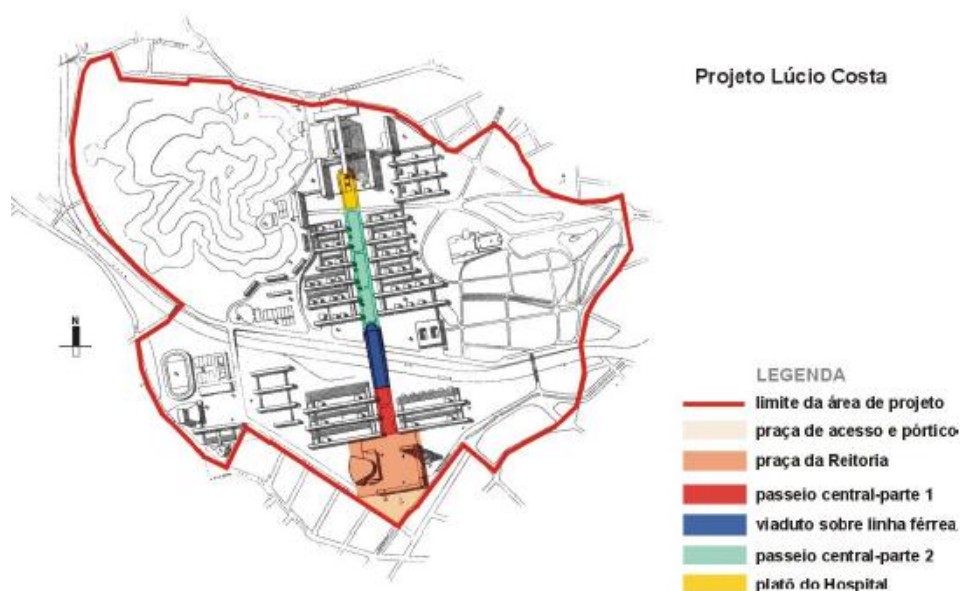 Projeto Lúcio Costa
N
LEGENDA
limite da área de projeto
praça de acesso e pórtico
praça da Reitoria
passeio central-parte 1
viaduto sobre linha férrea
passeio central-parte 2
platô do Hospital